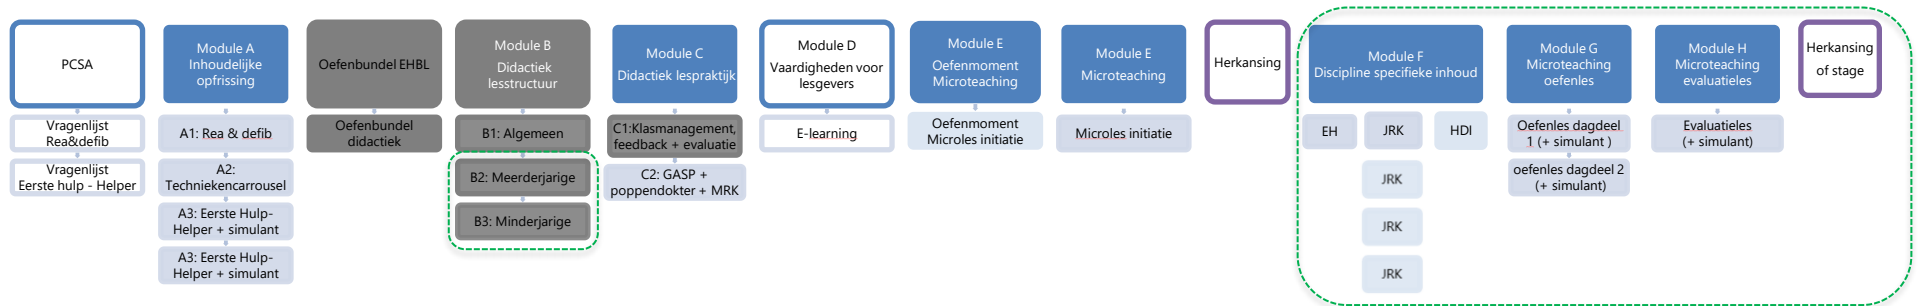 PCSA
Vragenlijst
Rea&defib
Vragenlijst
Eerste hulp - Helper
Module A
Inhoudelijke
opfrissing
A1: Rea & defib
A2:
Techniekencarrousel
A3: Eerste Hulp-
Helper + simulant
A3: Eerste Hulp-
Helper + simulant
Oefenbundel EHBL
Oefenbundel
didactiek
Module B
Didactiek
lesstructuur
B1: Algemeen
B2: Meerderjarige
B3: Minderjarige
Module C
Didactiek lespraktijk
C1:Klasmanagement,
feedback + evaluatie
C2: GASP +
poppendokter + MRK
Module D
Vaardigheden voor
lesgevers
E-learning
Module E
Oefenmoment
Microteaching
Oefenmoment
Microles initiatie
Module E
Microteaching
Microles initiatie
Herkansing
Module F
Discipline specifieke inhoud
EH
JRK
HDI
JRK
JRK
JRK
Module G
Microteaching
oefenles
Oefenles dagdeel
1 (+ simulant )
oefenles dagdeel 2
(+ simulant)
Module H
Microteaching
evaluatieles
Evaluatieles
(+ simulant)
Herkansing
of stage